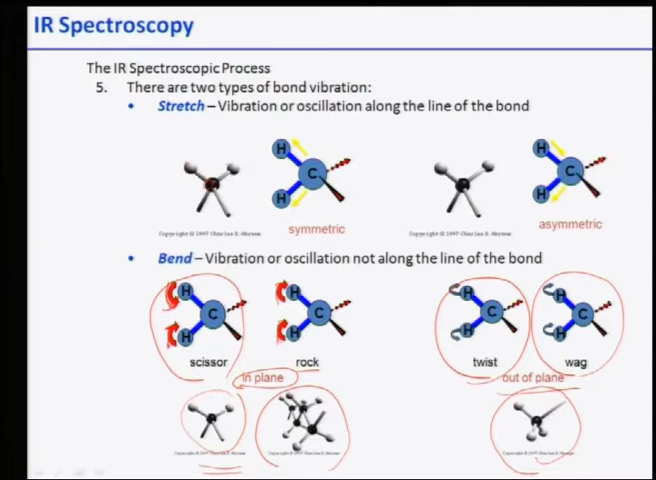 IR Spectroscopy
The IR Spectroscopic Process
5. There are two types of bond vibration:
• Stretch – Vibration or oscillation along the line of the bond
H
C
H
H
C
H
symmetric
asymmetric
• Bend – Vibration or oscillation not along the line of the bond
H
C
H
H
C
H
H
C
H
H
C
H
scissor
rock
twist
wag
in plane
out of plane